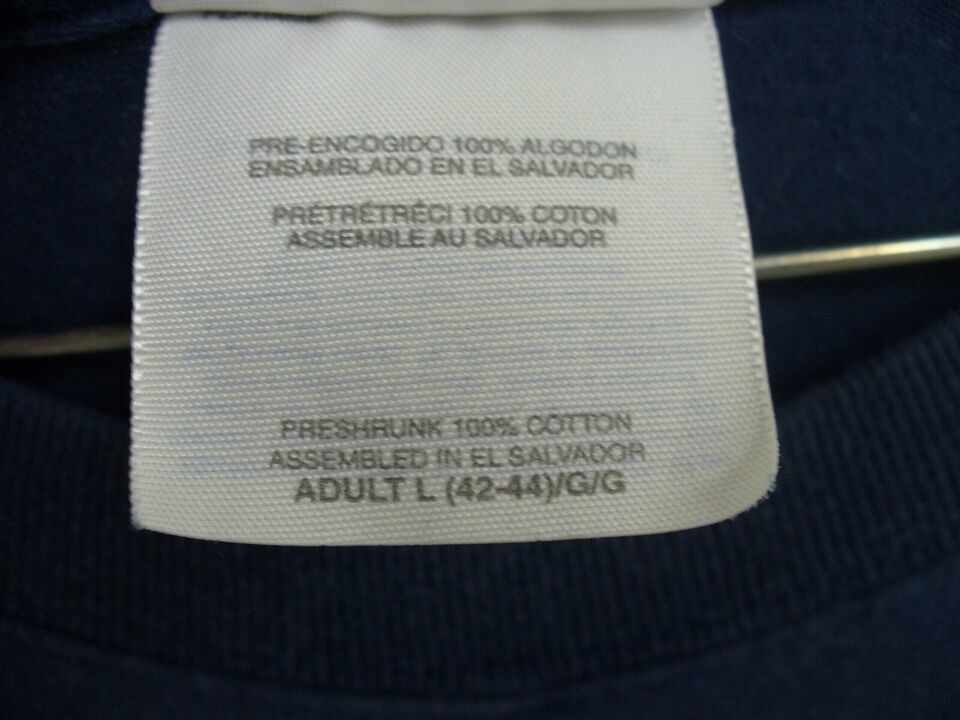 PRE-ENCOGIDO 100% ALGODON
ENSAMBLADO EN EL SALVADOR
PRÉTRÉTRÉCI 100% COTON
ASSEMBLE AU SALVADOR
PRESHRUNK 100% COTTON
ASSEMBLED IN EL SALVADOR
ADULT L (42-44)/G/G